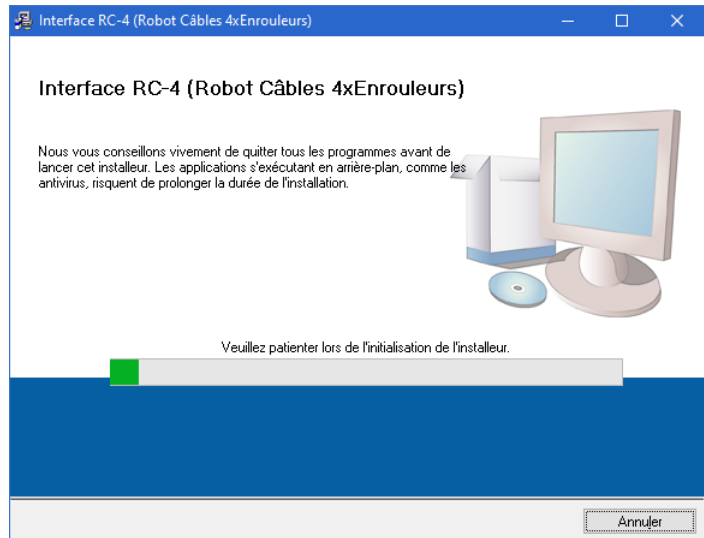 Interface RC-4 (Robot Câbles 4xEnrouleurs)
Interface RC-4 (Robot Câbles 4xEnrouleurs)
Nous vous conseillons vivement de quitter tous les programmes avant de
lancer cet installeur. Les applications s'exécutant en arrière-plan, comme les
antivirus, risquent de prolonger la durée de l'installation.
Veuillez patienter lors de l'initialisation de l'installeur.
Annuler